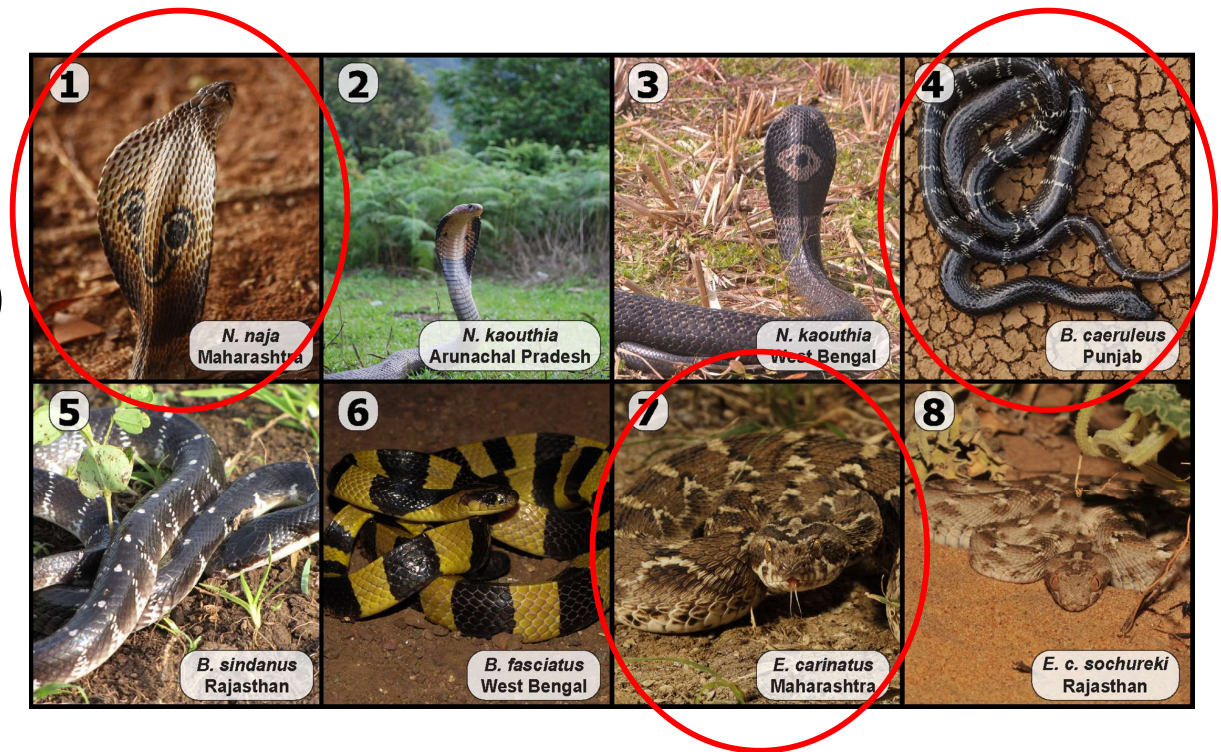 1
N. naja
Maharashtra
2
N. kaouthia
Arunachal Pradesh
3
N. kaouthia
West Bengal
4
B. caeruleus
Punjab
5
B. sindanus
Rajasthan
6
B. fasciatus
West Bengal
7
E. carinatus
Maharashtra
8
E. c. sochureki
Rajasthan